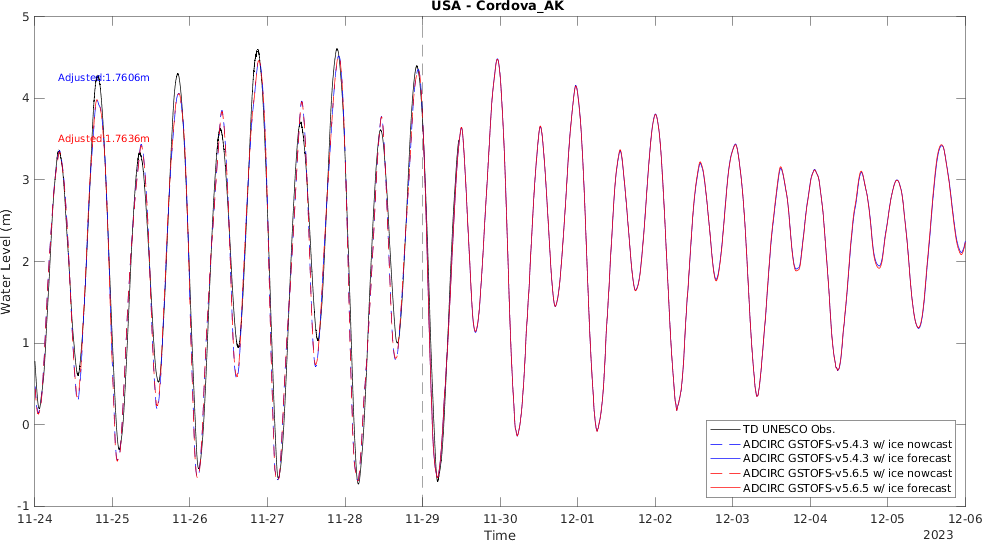 USA - Cordova_AK
5
Adjusted:1.7606m
4
Adjusted:1.7636m
3
Water Level (m)
2
1
0
-1
TD UNESCO Obs.
ADCIRC GSTOFS-v5.4.3 w/ ice nowcast
ADCIRC GSTOFS-v5.4.3 w/ ice forecast
ADCIRC GSTOFS-v5.6.5 w/ ice nowcast
ADCIRC GSTOFS-v5.6.5 w/ ice forecast
11-24 11-25 11-26 11-27 11-28 11-29 11-30 12-01 12-02 12-03 12-04 12-05 12-06
Time
2023